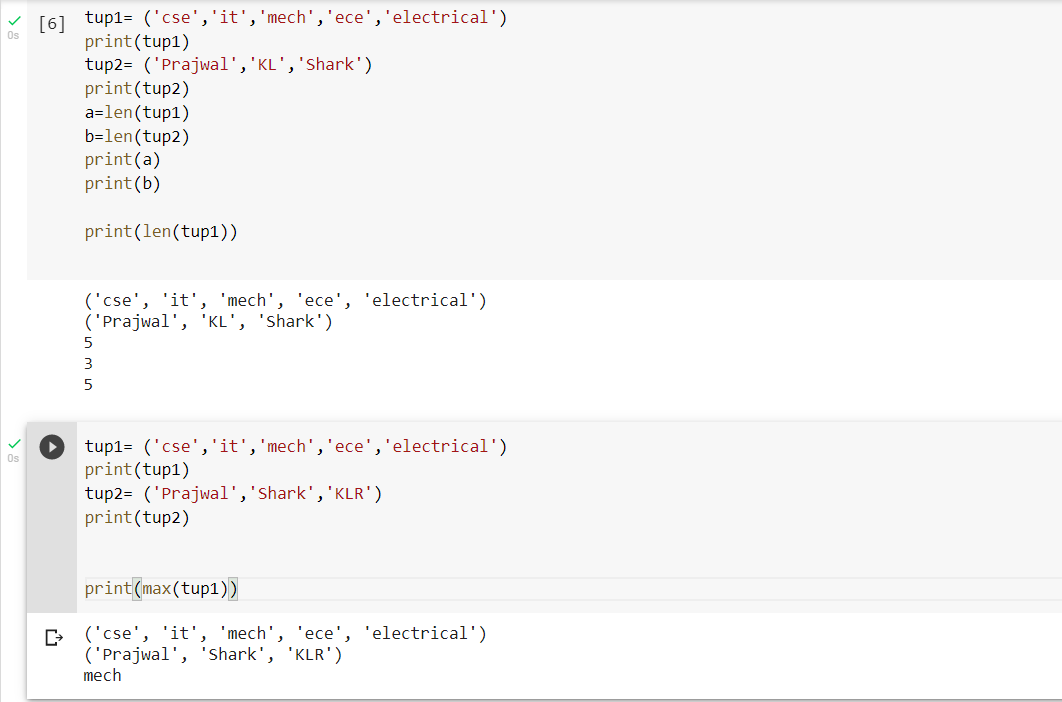 [6]
0s
tup1= ('cse','it','mech','ece','electrical')
print(tup1)
tup2= ('Prajwal','KL','Shark')
print(tup2)
a=len(tup1)
b=len(tup2)
print(a)
print(b)
print(len(tup1))
('cse', 'it', 'mech', 'ece', 'electrical')
('Prajwal', 'KL', 'Shark')
5
3
5
0s
tup1= ('cse','it','mech','ece','electrical')
print(tup1)
tup2= ('Prajwal','Shark','KLR')
print(tup2)
print(max(tup1))
('cse', 'it', 'mech', 'ece', 'electrical')
('Prajwal', 'Shark', 'KLR')
mech